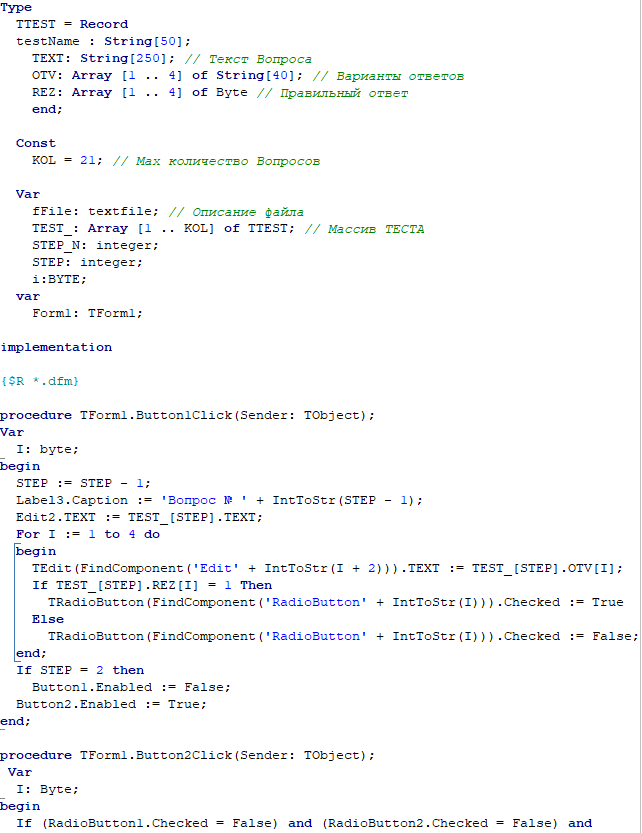 Type
TTEST = Record
testName : String[50];
TEXT: String[250]; // Текст Вопроса
OTV: Array [1 .. 4] of String[40]; // Варианты ответов
REZ: Array [1 .. 4] of Byte // Правильный ответ
end;
Const
KOL = 21; // Мах количество Вопросов
Var
fFile: textfile; // Описание файла
TEST_: Array [1 .. KOL] of TTEST; // Массив ТЕСТА
STEP_N: integer;
STEP: integer;
i:BYTE;
var
Form1: TForm1;
implementation
{$R *.dfm}
procedure TForm1.Button1Click(Sender: TObject);
Var
I: byte;
begin
STEP := STEP - 1;
Label3.Caption := 'Вопрос № ' + IntToStr(STEP - 1);
Edit2.TEXT := TEST_[STEP].TEXT;
For I := 1 to 4 do
begin
TEdit(FindComponent('Edit' + IntToStr(I + 2))).TEXT := TEST_[STEP].OTV[I];
If TEST_[STEP].REZ[I] = 1 Then
TRadioButton(FindComponent('RadioButton' + IntToStr(I))).Checked := True
Else
TRadioButton(FindComponent('RadioButton' + IntToStr(I))).Checked := False;
end;
If STEP = 2 then
Button1.Enabled := False;
Button2.Enabled := True;
end;
procedure TForm1.Button2Click(Sender: TObject);
Var
I: Byte;
begin
If (RadioButton1.Checked = False) and (RadioButton2.Checked = False) and